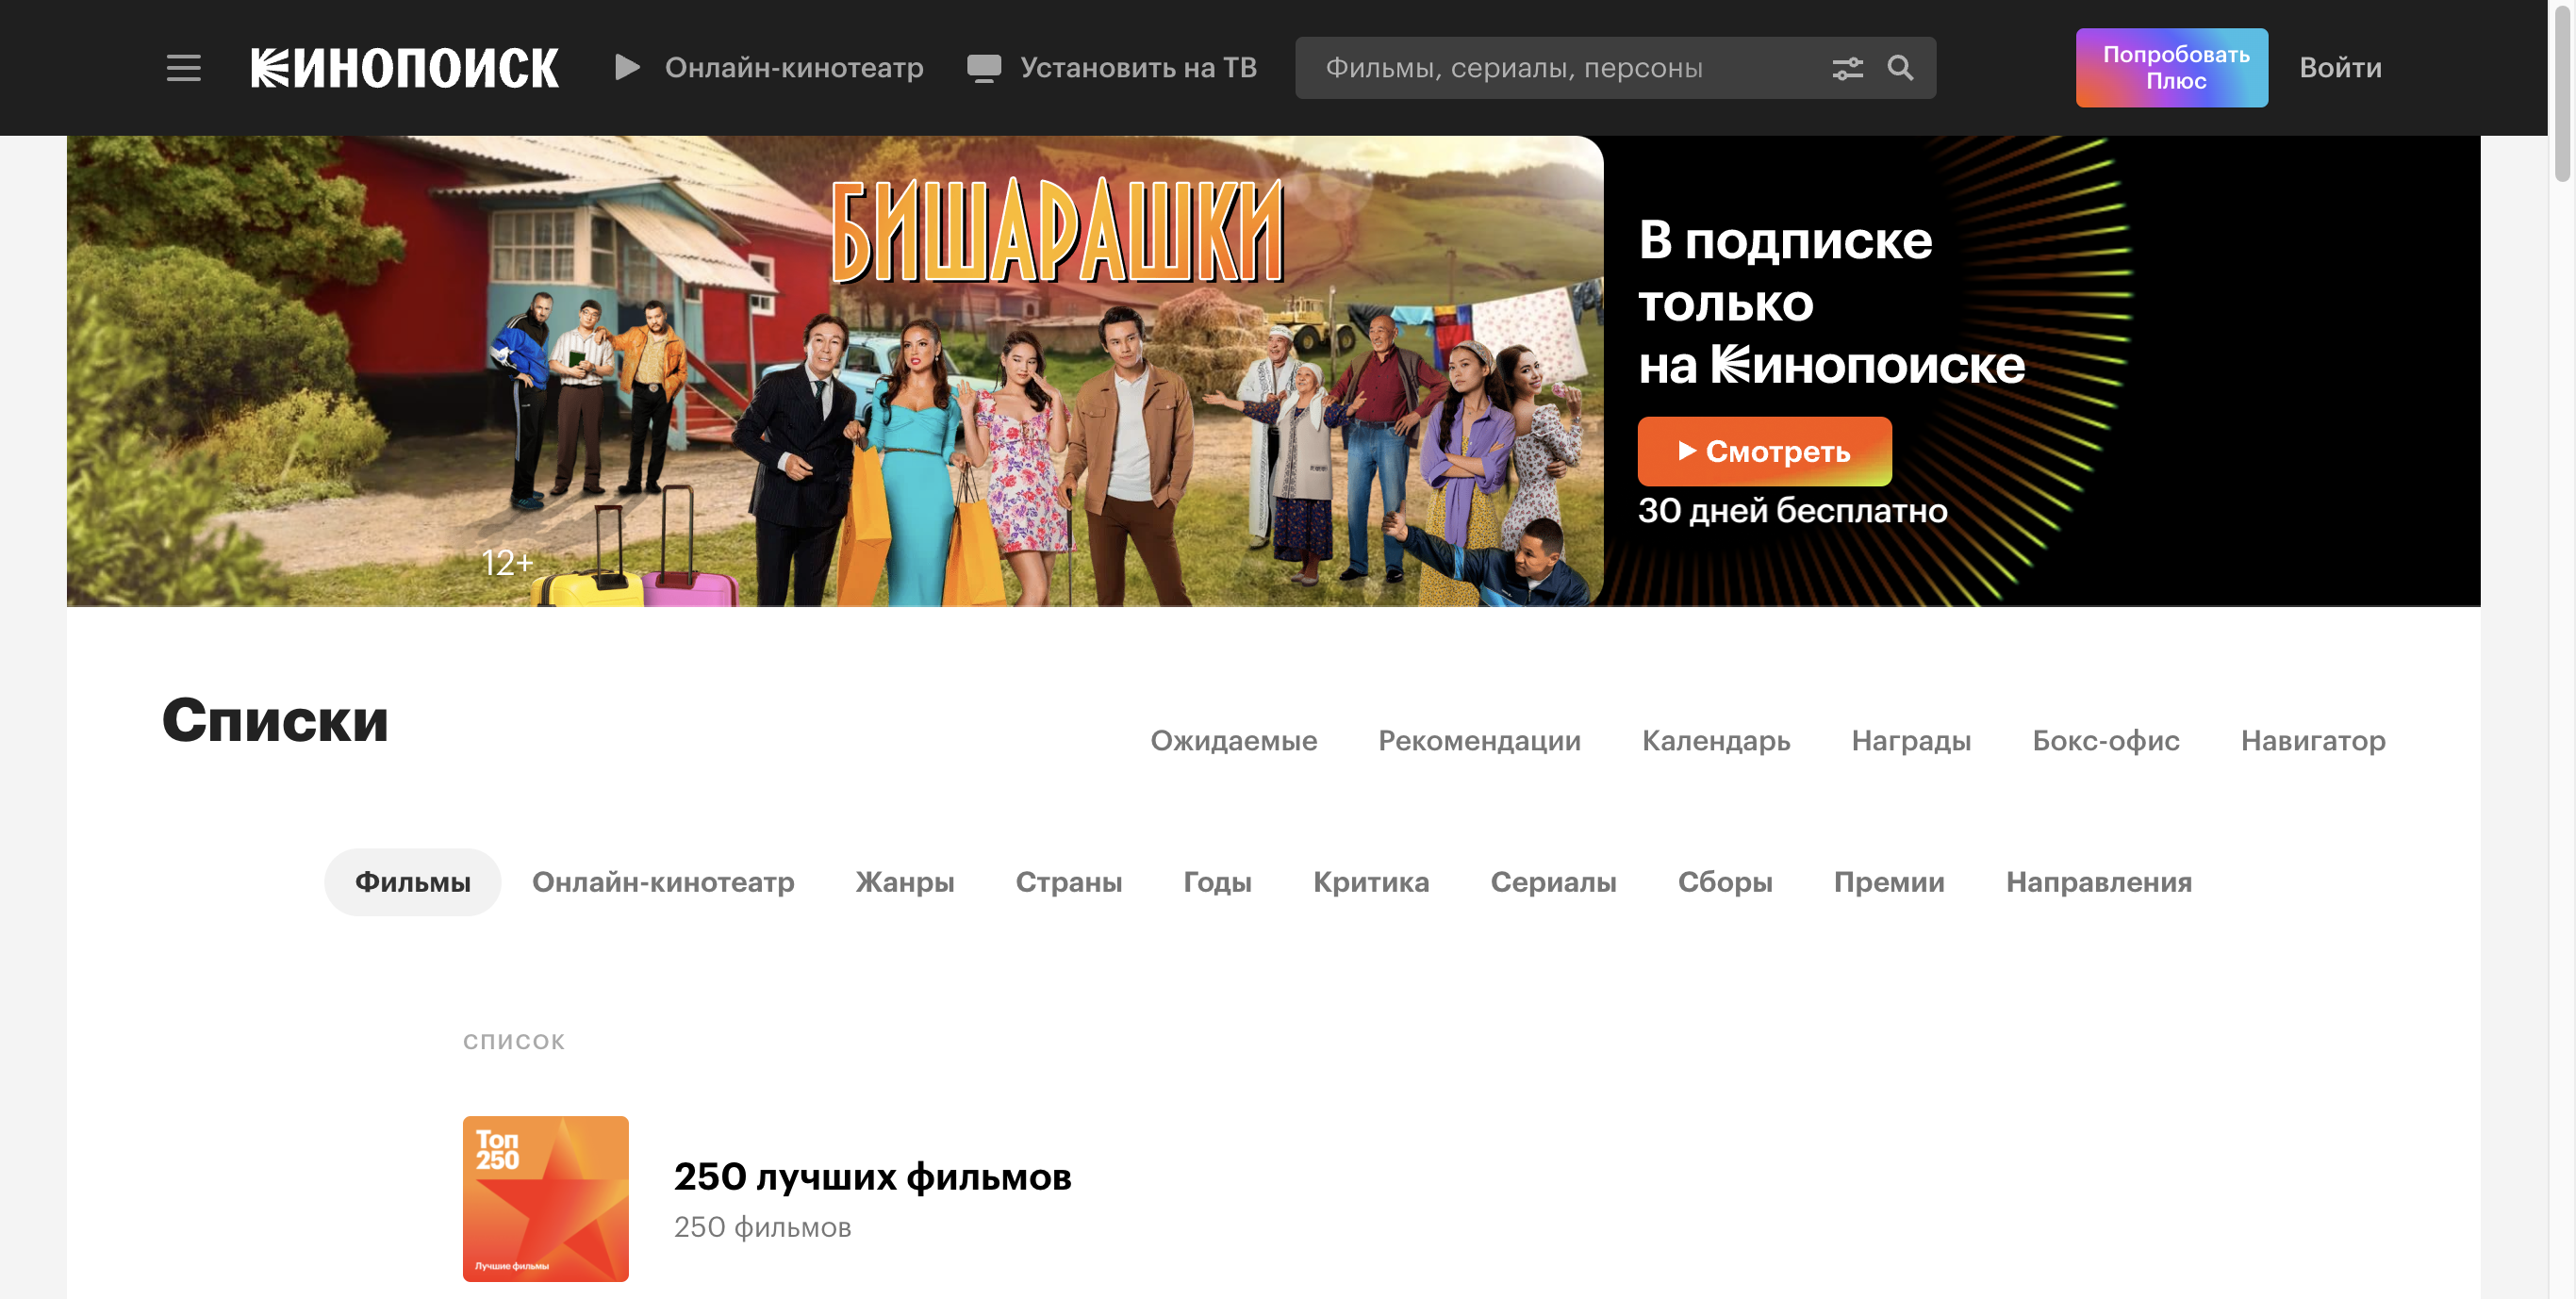 КИНОПОИСК
Онлайн-кинотеатр
Установить на ТВ
Фильмы, сериалы, персоны
Попробовать
Плюс
Войти
БИШАРАШКИ
12+
В подписке
только
на Кинопоиске
Смотреть
30 дней бесплатно
Списки
Ожидаемые
Рекомендации
Календарь
Награды
Бокс-офис
Навигатор
Фильмы
Онлайн-кинотеатр
Жанры
Страны
Годы
Критика
Сериалы
Сборы
Премии
Направления
СПИСОК
Топ
250
Лучшие фильмы
250 лучших фильмов
250 фильмов